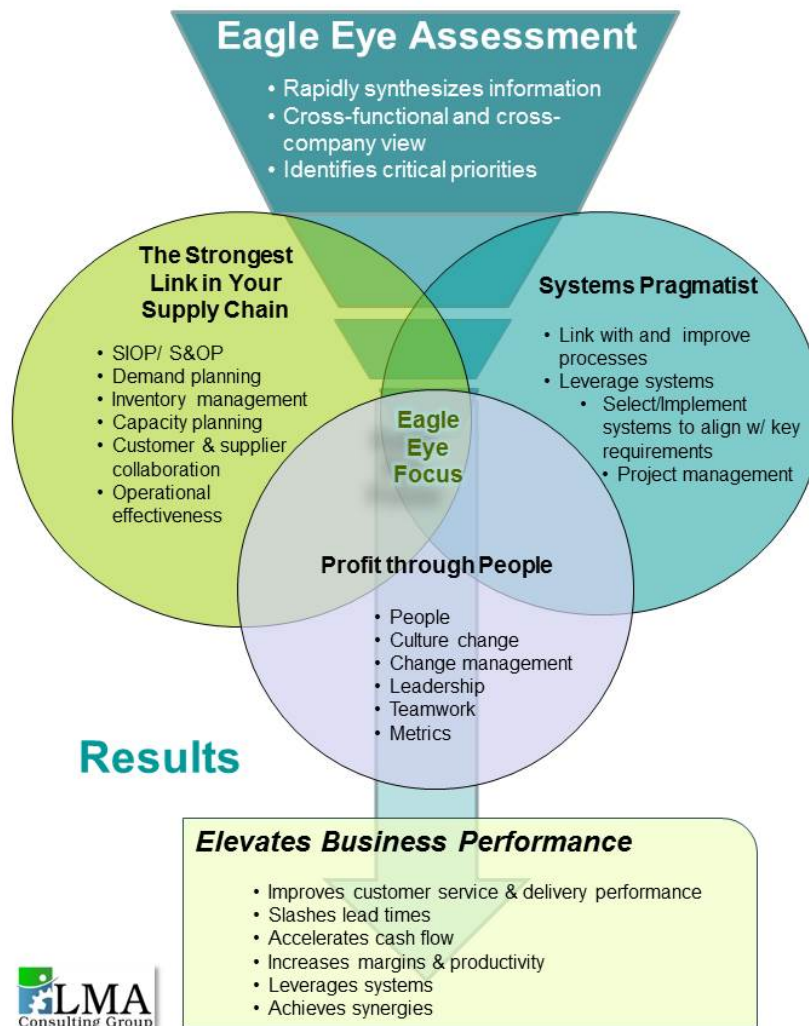 Eagle Eye Assessment
• Rapidly synthesizes information
• Cross-functional and cross-
company view
• Identifies critical priorities
The Strongest
Link in Your
Supply Chain
• SIOP/ S&OP
• Demand planning
• Inventory management
• Capacity planning
• Customer & supplier
collaboration
• Operational
effectiveness
Systems Pragmatist
• Link with and improve
processes
• Leverage systems
• Select/Implement
systems to align w/ key
requirements
• Project management
Eagle
Eye
Focus
Profit through People
• People
• Culture change
• Change management
• Leadership
• Teamwork
• Metrics
Results
Elevates Business Performance
• Improves customer service & delivery performance
• Slashes lead times
• Accelerates cash flow
• Increases margins & productivity
• Leverages systems
• Achieves synergies
LMA
Consulting Group